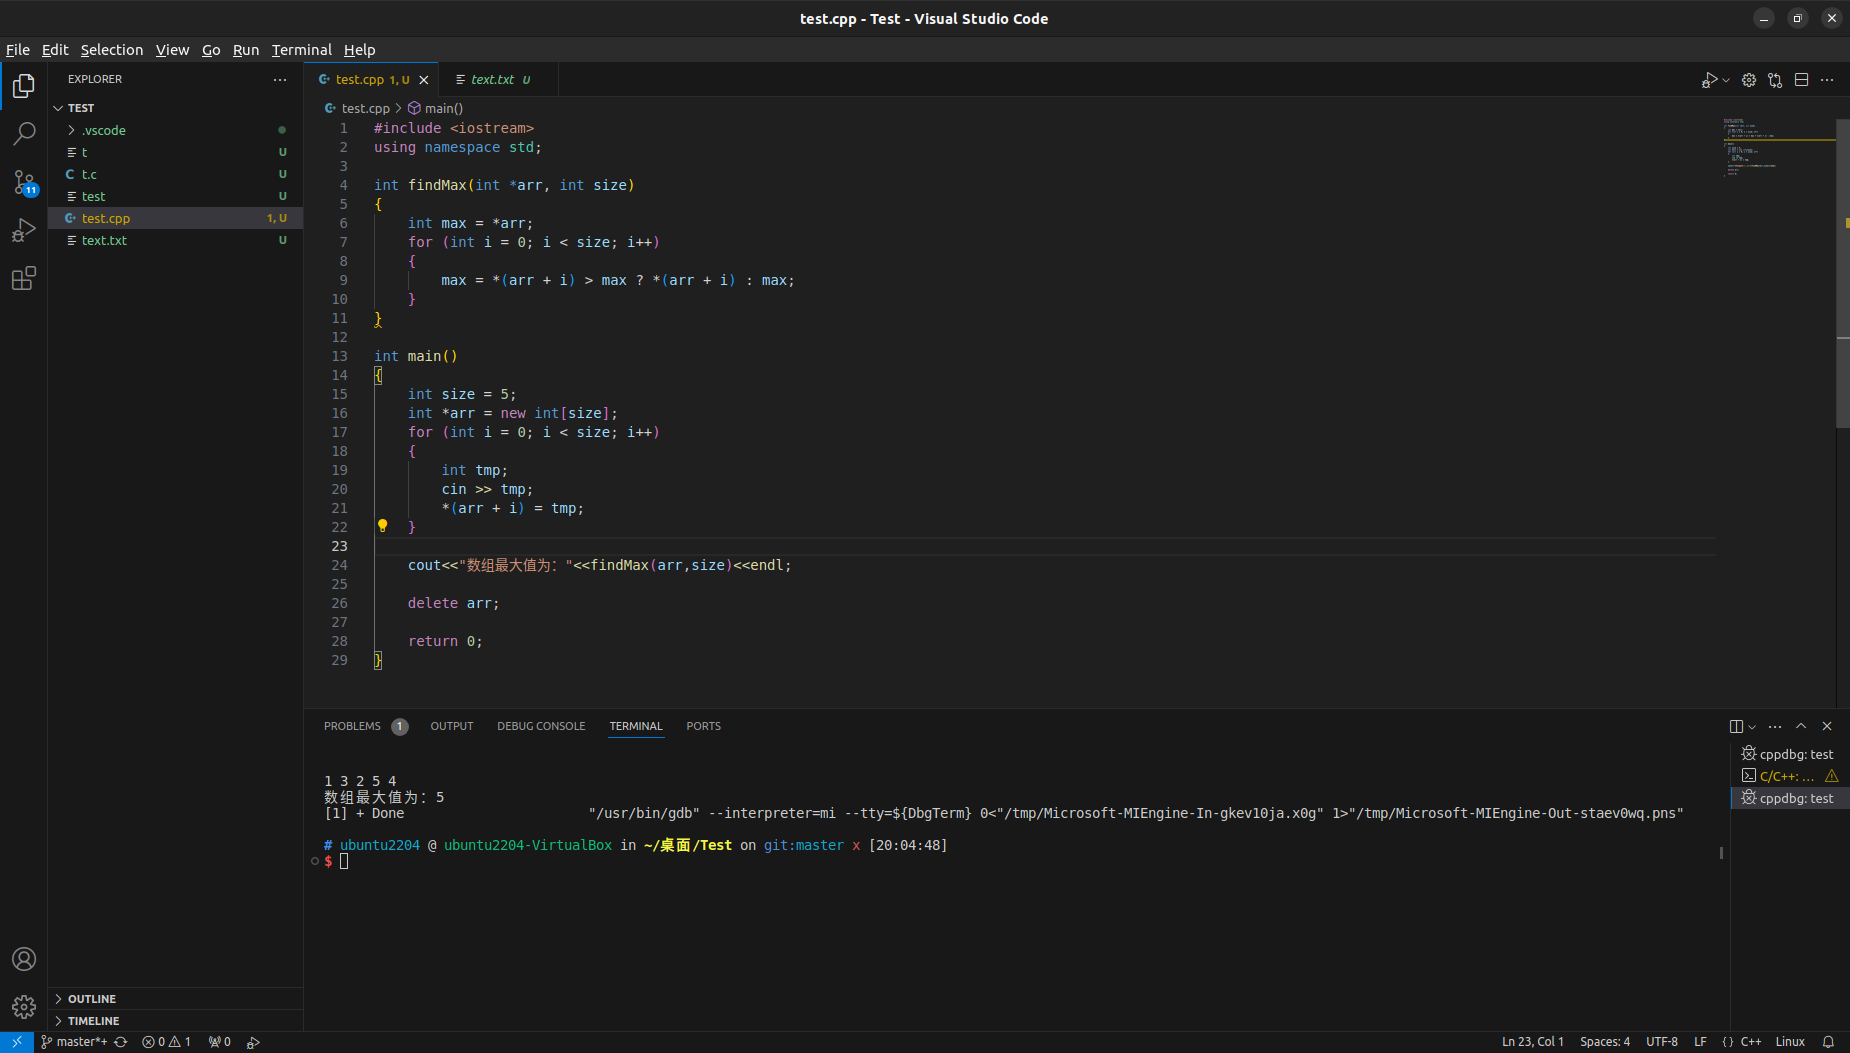 test.cpp - Test - Visual Studio Code
File Edit Selection View Go Run Terminal Help
EXPLORER
TEST
.vscode
t U
t.c U
test U
test.cpp 1, U
text.txt U
OUTLINE
TIMELINE
test.cpp 1, U
text.txt U
test.cpp > main()
1 #include <iostream>
2 using namespace std;
3
4 int findMax(int *arr, int size)
5 {
6 int max = *arr;
7 for (int i = 0; i < size; i++)
8 {
9 max = *(arr + i) > max ? *(arr + i) : max;
10 }
11 }
12
13 int main()
14 {
15 int size = 5;
16 int *arr = new int[size];
17 for (int i = 0; i < size; i++)
18 {
19 int tmp;
20 cin >> tmp;
21 *(arr + i) = tmp;
22 }
23
24 cout<<"数组最大值为："<<findMax(arr,size)<<endl;
25
26 delete arr;
27
28 return 0;
29 }
PROBLEMS 1 OUTPUT DEBUG CONSOLE TERMINAL PORTS
1 3 2 5 4
数组最大值为：5
[1] + Done "/usr/bin/gdb" --interpreter=mi --tty=${DbgTerm} 0<"/tmp/Microsoft-MIEngine-In-gkev10ja.x0g" 1>"/tmp/Microsoft-MIEngine-Out-staev0wq.pns"
# ubuntu2204 @ ubuntu2204-VirtualBox in ~/桌面/Test on git:master x [20:04:48]
$
cppdbg: test
C/C++: ...
cppdbg: test
11
master*+ 0 1 0
Ln 23, Col 1 Spaces: 4 UTF-8 LF {} C++ Linux